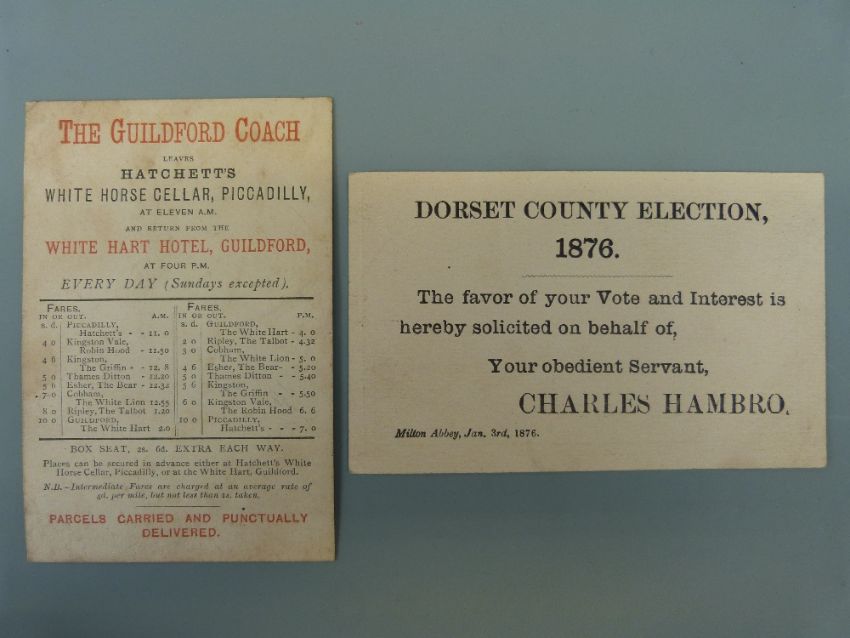 THE GUILDFORD COACH
LEAVES
HATCHETT'S
WHITE HORSE CELLAR, PICCADILLY,
AT ELEVEN A.M.
AND RETURN FROM THE
WHITE HART HOTEL, GUILDFORD,
AT FOUR P.M.
EVERY DAY (Sundays excepted).
FARES.
IN OR OUT. A.M.
s. d. PICCADILLY,
Hatchett's - - 11. 0
4 0 Kingston Vale,
Robin Hood - 11.50
4 6 Kingston,
The Griffin - - 12. 8
5 0 Thames Ditton - - 12.20
5 6 Esher, The Bear - - 12.32
7 0 Cobham,
The White Lion 12.55
8 0 Ripley, The Talbot 1.20
10 0 GUILDFORD,
The White Hart 2.0
FARES.
IN OR OUT. P.M.
s. d. GUILDFORD,
The White Hart - 4. 0
2 0 Ripley, The Talbot - 4.32
3 0 Cobham,
The White Lion - 5. 0
4 6 Esher, The Bear- - 5.20
5 0 Thames Ditton - - 5.40
5 6 Kingston,
The Griffin - - 5.50
6 0 Kingston Vale,
The Robin Hood 6. 6
10 0 PICCADILLY,
Hatchett's - - - 7. 0
BOX SEAT, 2s. 6d. EXTRA EACH WAY.
Places can be secured in advance either at Hatchett's White
Horse Cellar, Piccadilly, or at the White Hart, Guildford.
N.B.—Intermediate Fares are charged at an average rate of
d. per mile, but not less than 2s. taken.
PARCELS CARRIED AND PUNCTUALLY
DELIVERED.
DORSET COUNTY ELECTION,
1876.
The favor of your Vote and Interest is
hereby solicited on behalf of,
Your obedient Servant,
CHARLES HAMBRO.
Milton Abbey, Jan. 3rd, 1876.